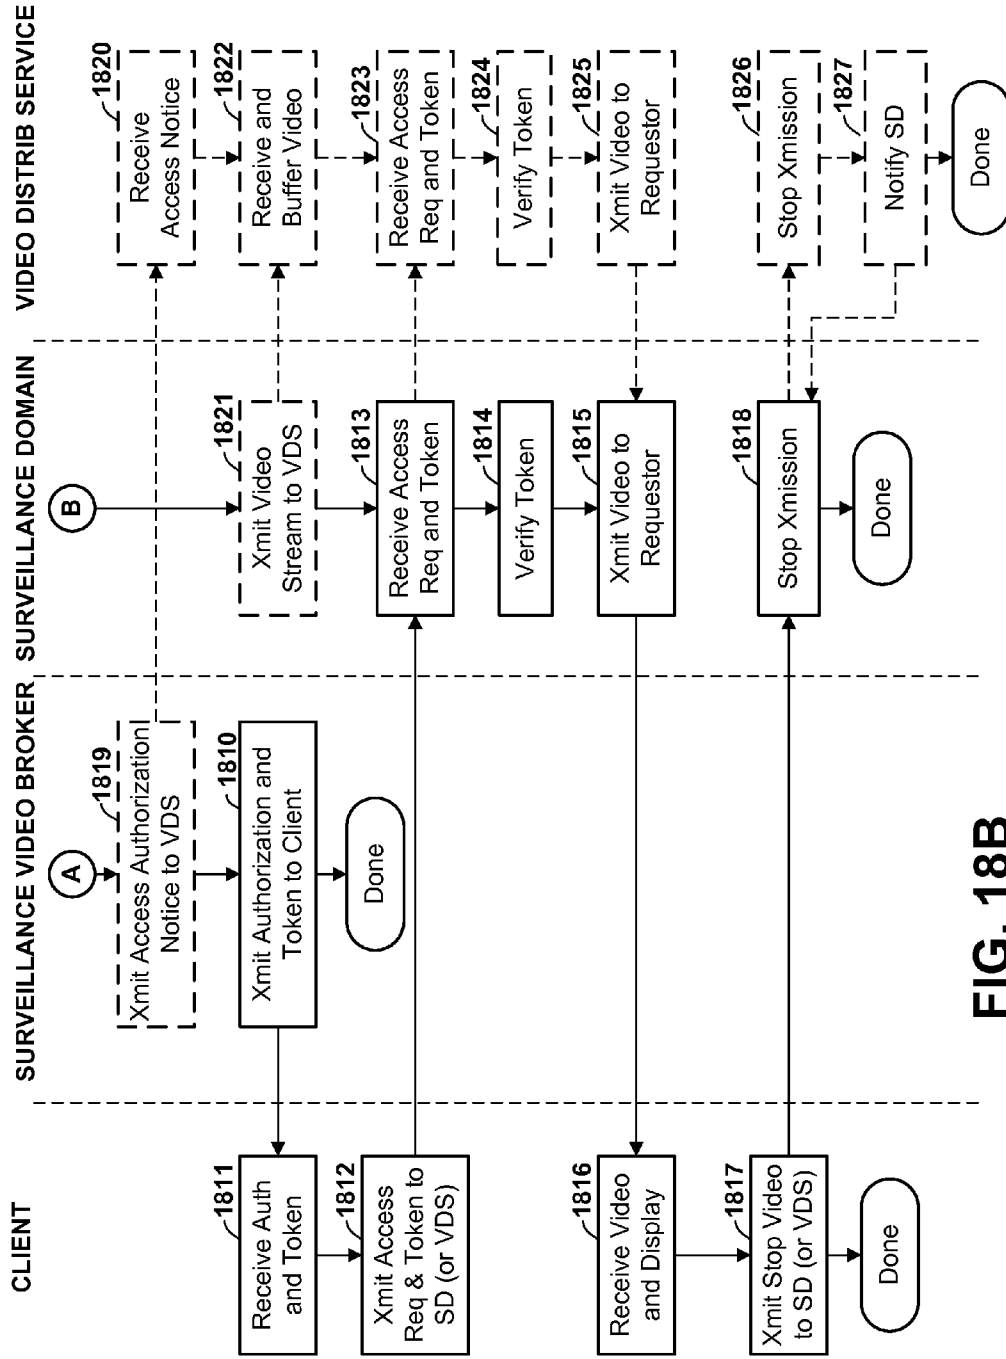 CLIENT
SURVEILLANCE VIDEO BROKER
SURVEILLANCE DOMAIN
VIDEO DISTRIB SERVICE
A
B
1819
Xmit Access Authorization
Notice to VDS
1820
Receive
Access Notice
1811
Receive Auth
and Token
1810
Xmit Authorization and
Token to Client
1821
Xmit Video
Stream to VDS
1822
Receive and
Buffer Video
1812
Xmit Access
Req & Token to
SD (or VDS)
Done
1813
Receive Access
Req and Token
1823
Receive Access
Req and Token
1814
Verify Token
1824
Verify Token
1816
Receive Video
and Display
1815
Xmit Video to
Requestor
1825
Xmit Video to
Requestor
1817
Xmit Stop Video
to SD (or VDS)
1818
Stop Xmission
1826
Stop Xmission
Done
Done
1827
Notify SD
Done
FIG. 18B